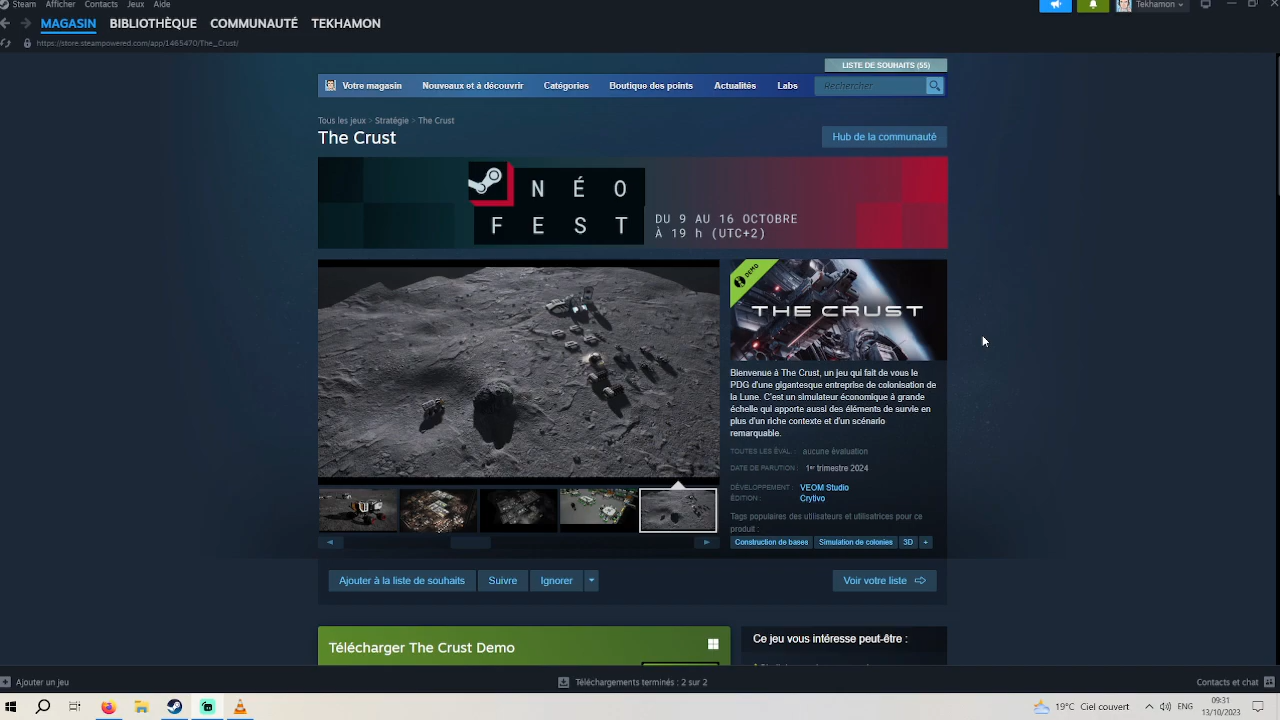 Steam Afficher Contacts Jeux Aide
Tekhamon
MAGASIN BIBLIOTHÈQUE COMMUNAUTÉ TEKHAMON
https://store.steampowered.com/app/1465470/The_Crust/
LISTE DE SOUHAITS (55)
Votre magasin Nouveaux et à découvrir Catégories Boutique des points Actualités Labs Rechercher
Tous les jeux > Stratégie > The Crust
The Crust
Hub de la communauté
NÉO
FEST
DU 9 AU 16 OCTOBRE
À 19 h (UTC+2)
DEMO
THE CRUST
Bienvenue à The Crust, un jeu qui fait de vous le
PDG d'une gigantesque entreprise de colonisation de
la Lune. C'est un simulateur économique à grande
échelle qui apporte aussi des éléments de survie en
plus d'un riche contexte et d'un scénario
remarquable.
TOUTES LES ÉVAL. : aucune évaluation
DATE DE PARUTION : 1er trimestre 2024
DÉVELOPPEMENT : VEOM Studio
ÉDITION : Crytivo
Tags populaires des utilisateurs et utilisatrices pour ce
produit :
Construction de bases Simulation de colonies 3D +
Ajouter à la liste de souhaits Suivre Ignorer Voir votre liste
Télécharger The Crust Demo
Ce jeu vous intéresse peut-être :
Ajouter un jeu Téléchargements terminés : 2 sur 2 Contacts et chat
19°C Ciel couvert ENG 09:31
13/10/2023